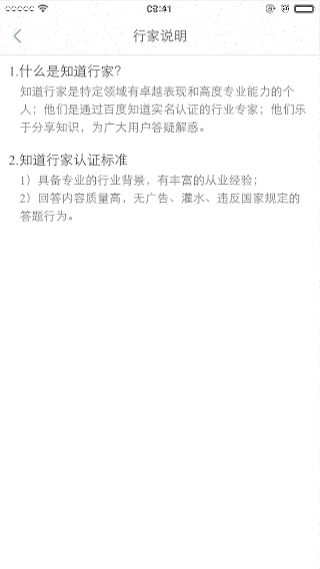 09:41
行家说明
1.什么是知道行家?
知道行家是特定领域有卓越表现和高度专业能力的个
人；他们是通过百度知道实名认证的行业专家；他们乐
于分享知识，为广大用户答疑解惑。
2.知道行家认证标准
1）具备专业的行业背景，有丰富的从业经验；
2）回答内容质量高，无广告、灌水、违反国家规定的
答题行为。